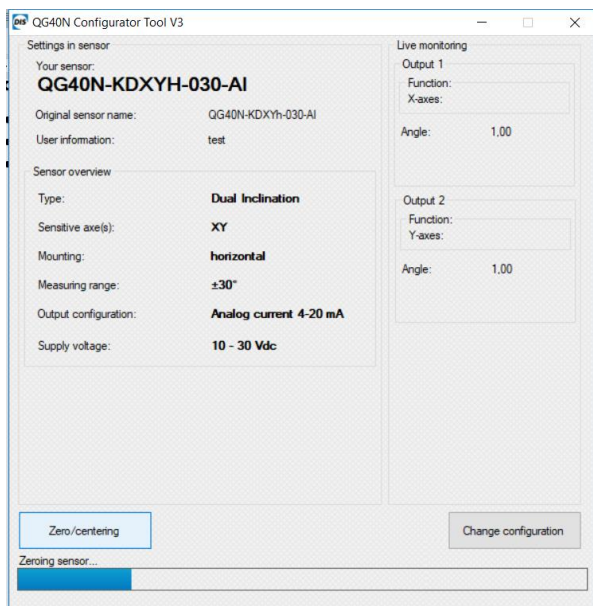 DIS QG40N Configurator Tool V3
Settings in sensor
Your sensor:
QG40N-KDXYH-030-AI
Original sensor name: QG40N-KDXYh-030-AI
User information: test
Sensor overview
Type: Dual Inclination
Sensitive axe(s): XY
Mounting: horizontal
Measuring range: ±30°
Output configuration: Analog current 4-20 mA
Supply voltage: 10 - 30 Vdc
Live monitoring
Output 1
Function:
X-axes:
Angle: 1,00
Output 2
Function:
Y-axes:
Angle: 1,00
Zero/centering
Change configuration
Zeroing sensor...